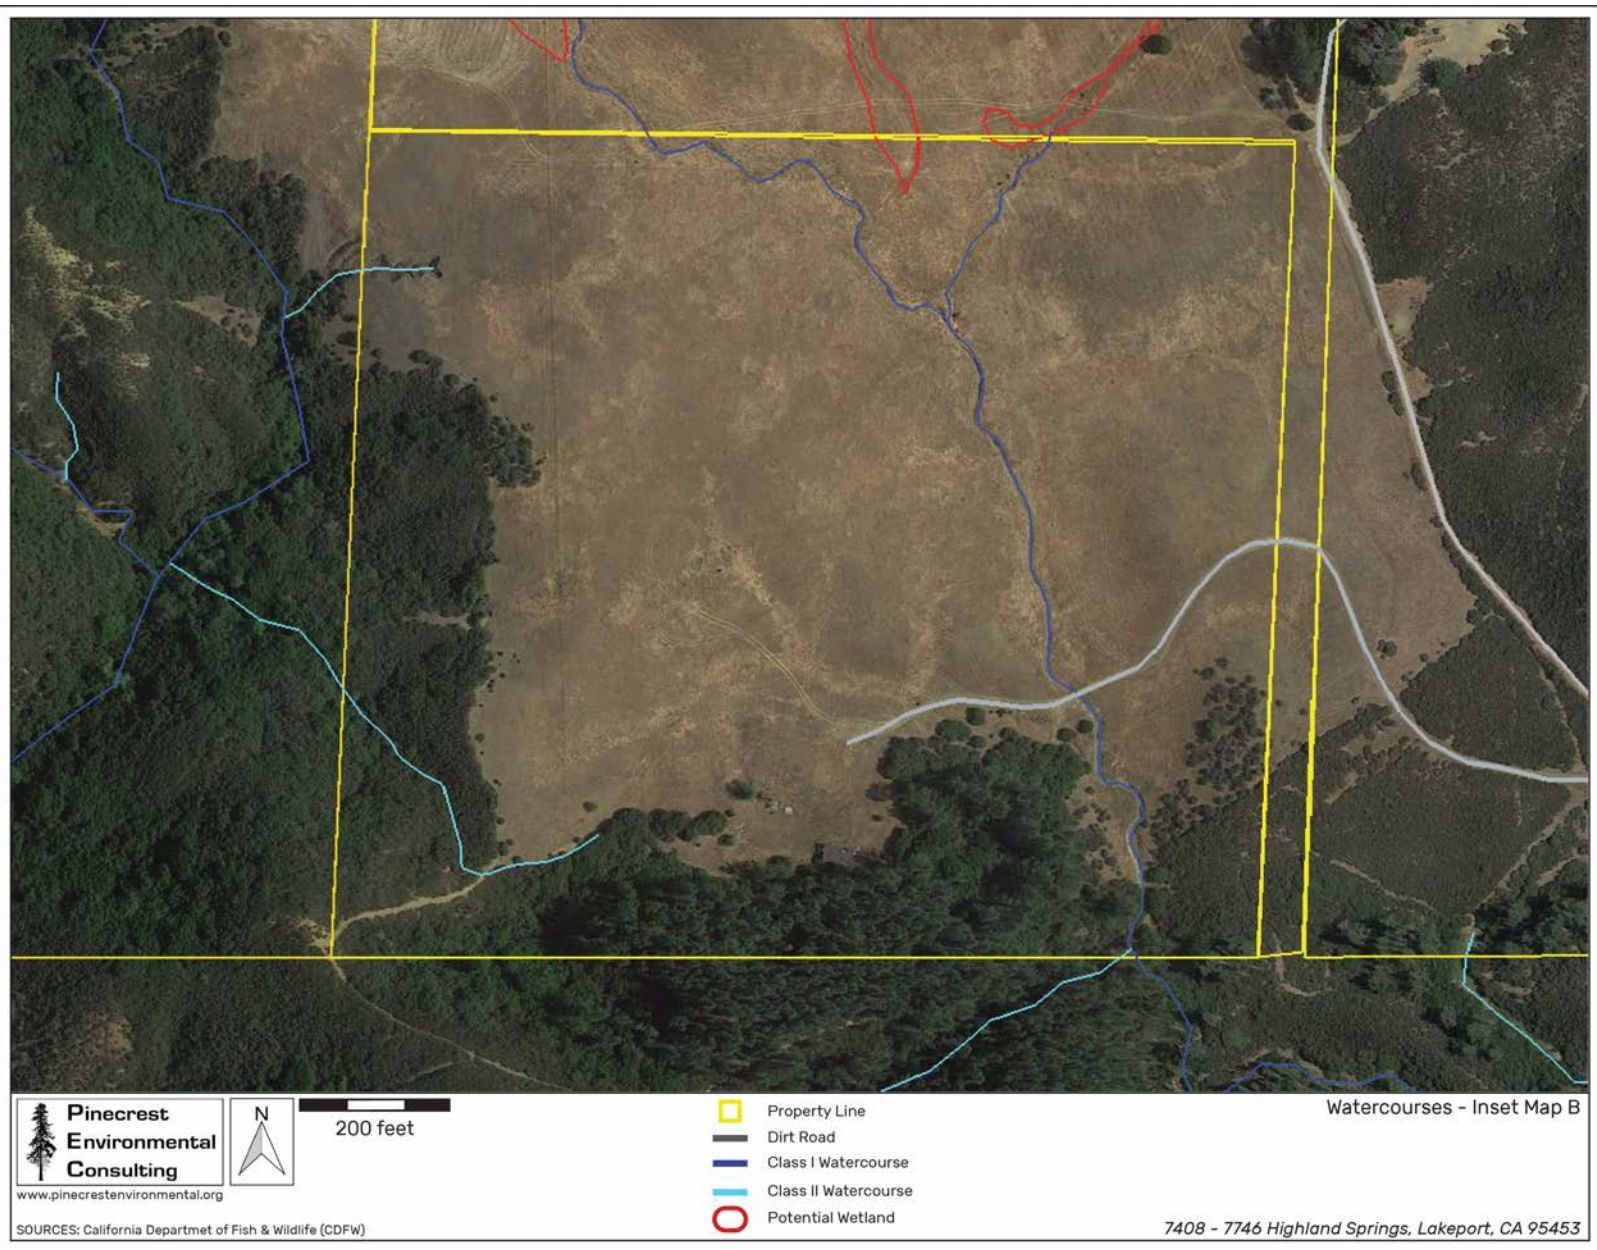 Pinecrest
Environmental
Consulting
www.pinecrestenvironmental.org
SOURCES: California Departmet of Fish & Wildlife (CDFW)
N
200 feet
Property Line
Dirt Road
Class I Watercourse
Class II Watercourse
Potential Wetland
Watercourses - Inset Map B
7408 - 7746 Highland Springs, Lakeport, CA 95453